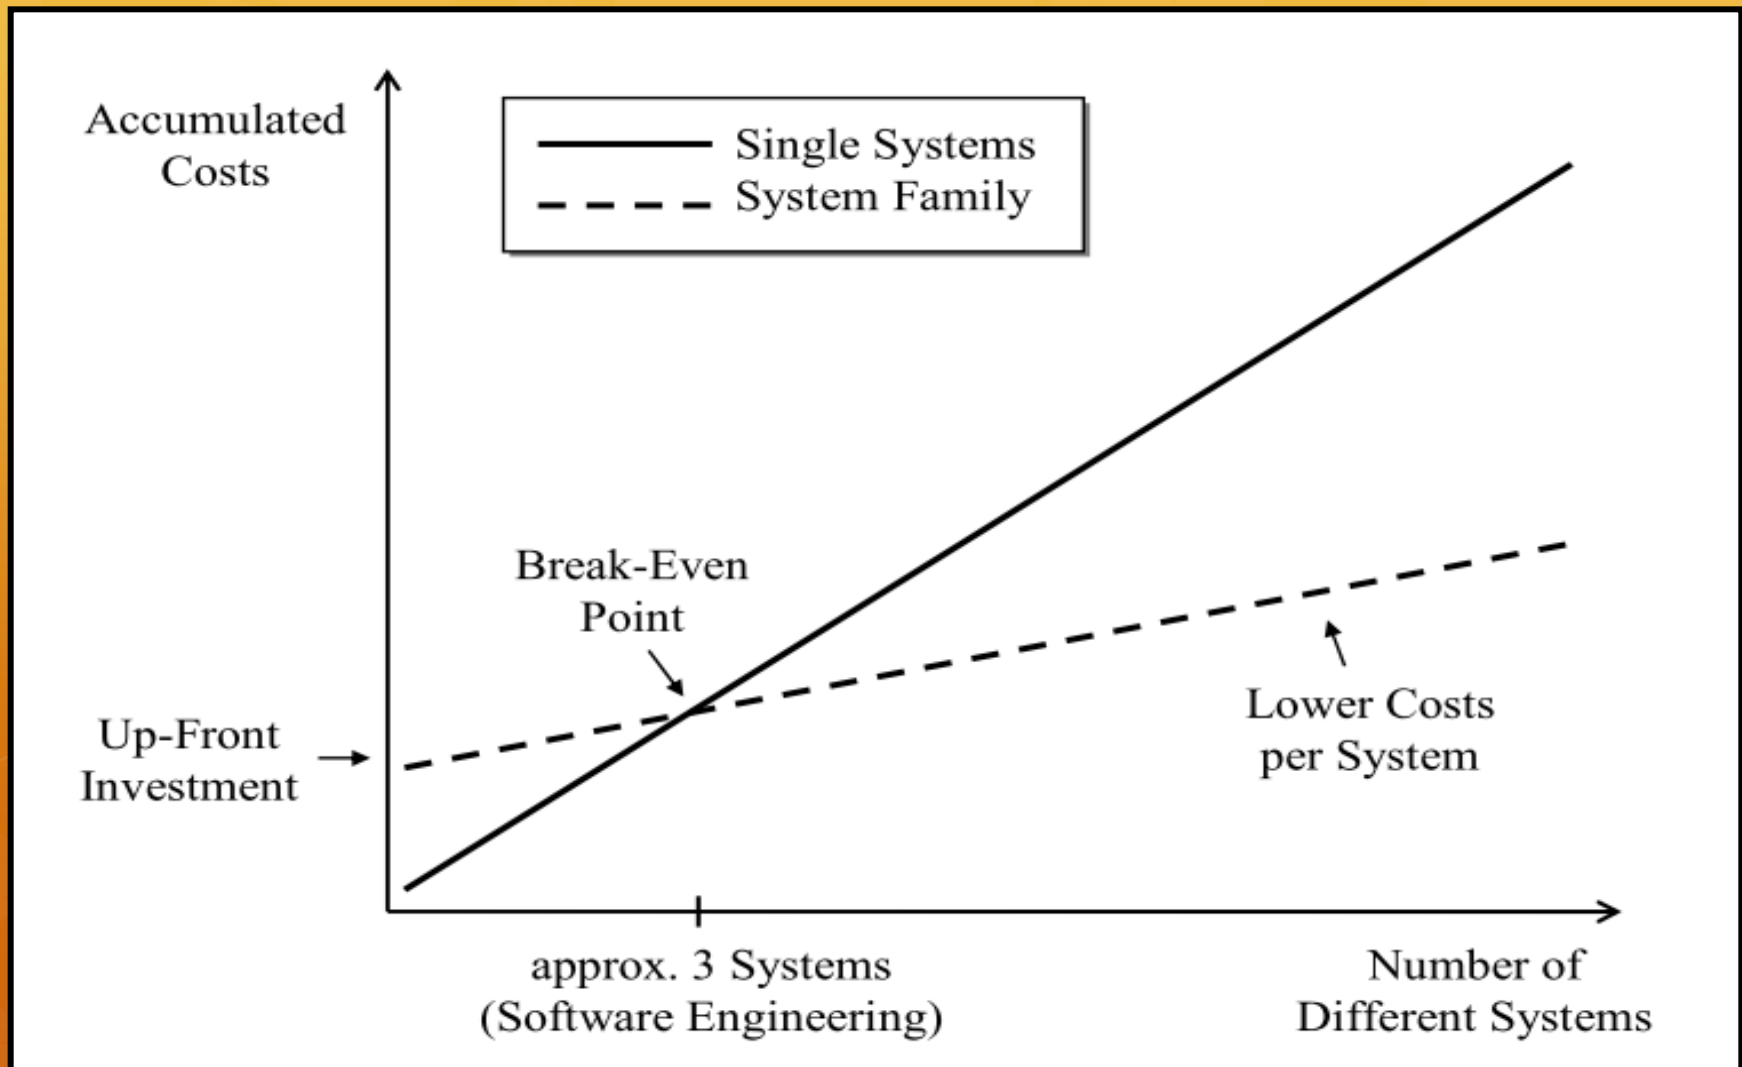 Accumulated
Costs
Single Systems
System Family
Break-Even
Point
Up-Front
Investment
Lower Costs
per System
approx. 3 Systems
(Software Engineering)
Number of
Different Systems